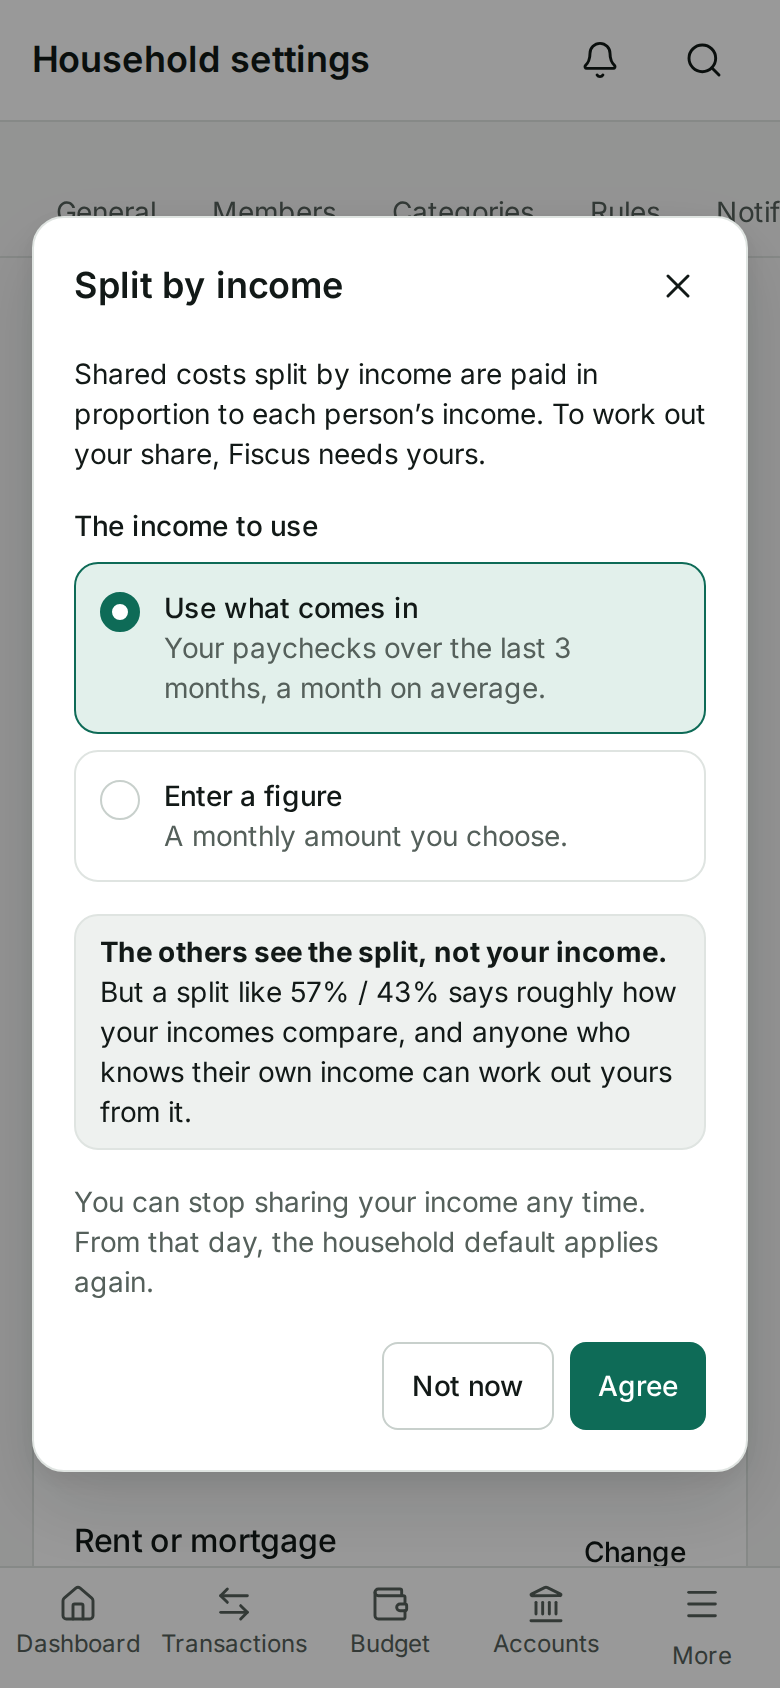 Household settings
General Members Categories Rules Notif
Split by income
Shared costs split by income are paid in
proportion to each person’s income. To work out
your share, Fiscus needs yours.
The income to use
Use what comes in
Your paychecks over the last 3
months, a month on average.
Enter a figure
A monthly amount you choose.
The others see the split, not your income.
But a split like 57% / 43% says roughly how
your incomes compare, and anyone who
knows their own income can work out yours
from it.
You can stop sharing your income any time.
From that day, the household default applies
again.
Not now Agree
Rent or mortgage Change
Dashboard Transactions Budget Accounts More